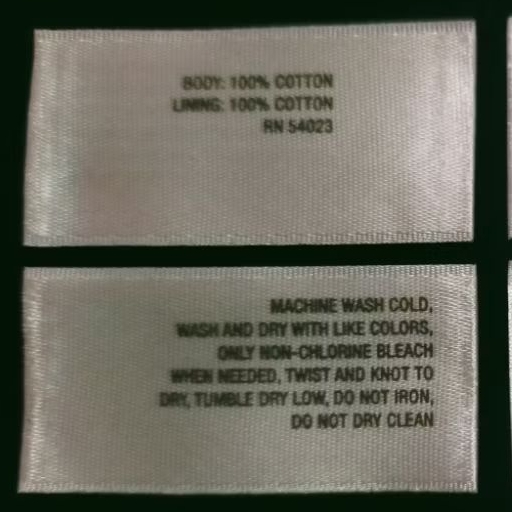 BODY: 100% COTTON
LINING: 100% COTTON
RN 54023
MACHINE WASH COLD,
WASH AND DRY WITH LIKE COLORS,
ONLY NON-CHLORINE BLEACH
WHEN NEEDED, TWIST AND KNOT TO
DRY, TUMBLE DRY LOW, DO NOT IRON,
DO NOT DRY CLEAN